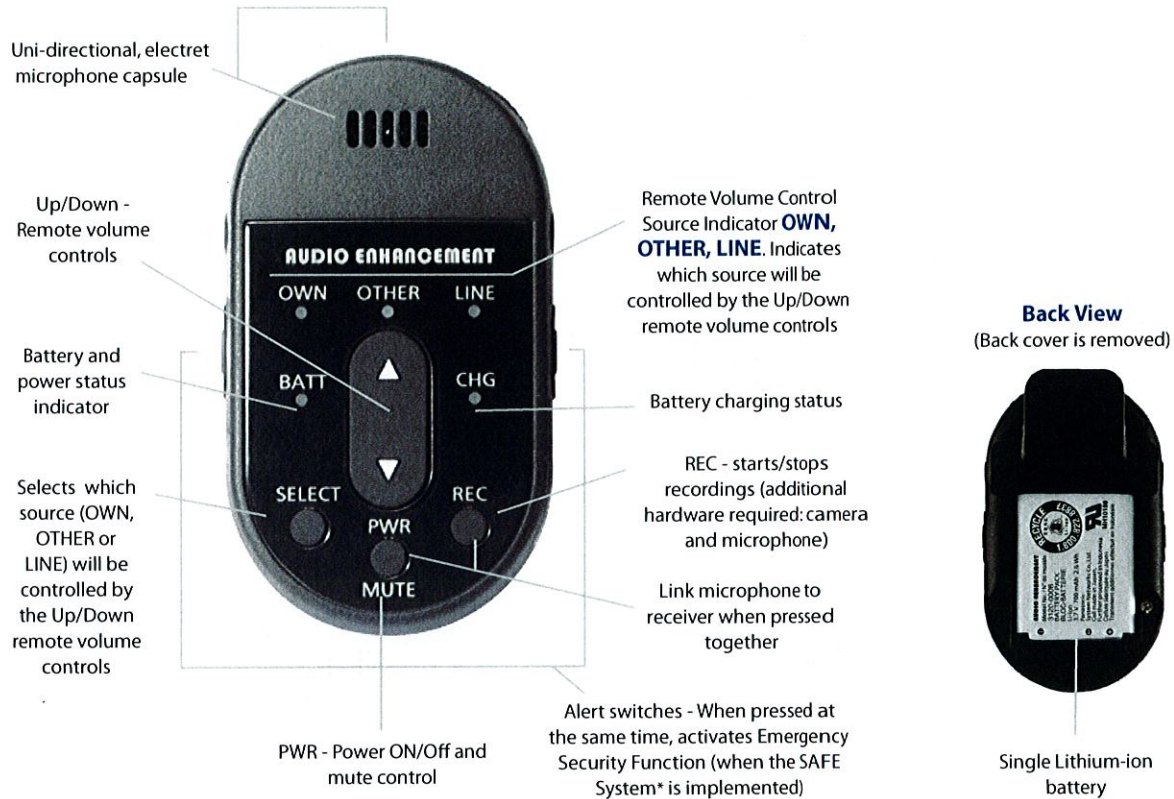 Uni-directional, electret
microphone capsule
Up/Down -
Remote volume
controls
Battery and
power status
indicator
Selects which
source (OWN,
OTHER or
LINE) will be
controlled by
the Up/Down
remote volume
controls
AUDIO ENHANCEMENT
OWN OTHER LINE
BATT CHG
SELECT REC
PWR
MUTE
PWR - Power ON/Off and
mute control
Remote Volume Control
Source Indicator OWN,
OTHER, LINE. Indicates
which source will be
controlled by the Up/Down
remote volume controls
Battery charging status
REC - starts/stops
recordings (additional
hardware required: camera
and microphone)
Link microphone to
receiver when pressed
together
Alert switches - When pressed at
the same time, activates Emergency
Security Function (when the SAFE
System* is implemented)
Back View
(Back cover is removed)
RECYCLE
AUDIO ENHANCEMENT
BATTERY PACK
Single Lithium-ion
battery